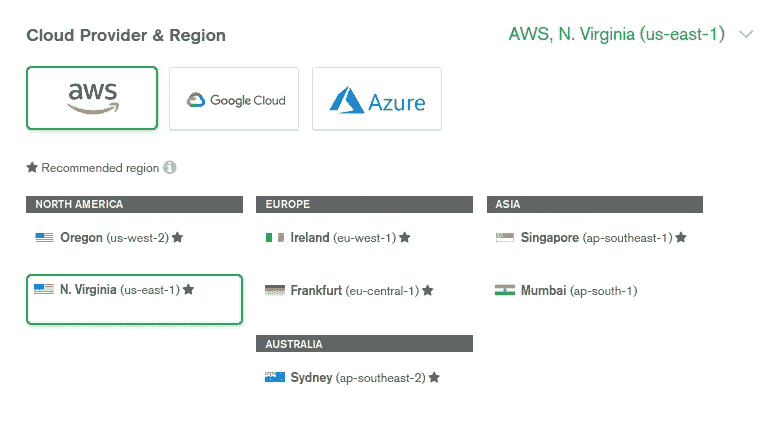 Cloud Provider & Region
AWS, N. Virginia (us-east-1)
aws
Google Cloud
Azure
★ Recommended region i
NORTH AMERICA
Oregon (us-west-2) ★
N. Virginia (us-east-1) ★
EUROPE
Ireland (eu-west-1) ★
Frankfurt (eu-central-1) ★
AUSTRALIA
Sydney (ap-southeast-2) ★
ASIA
Singapore (ap-southeast-1) ★
Mumbai (ap-south-1)